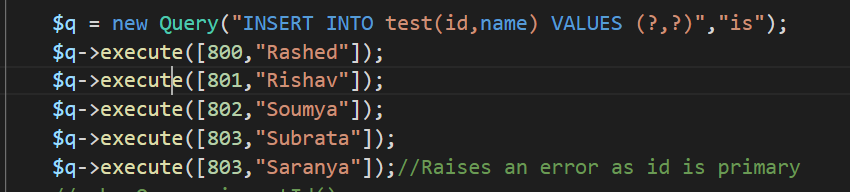 $q = new Query("INSERT INTO test(id,name) VALUES (?,?)","is");
$q->execute([800,"Rashed"]);
$q->execute([801,"Rishav"]);
$q->execute([802,"Soumya"]);
$q->execute([803,"Subrata"]);
$q->execute([803,"Saranya"]);//Raises an error as id is primary